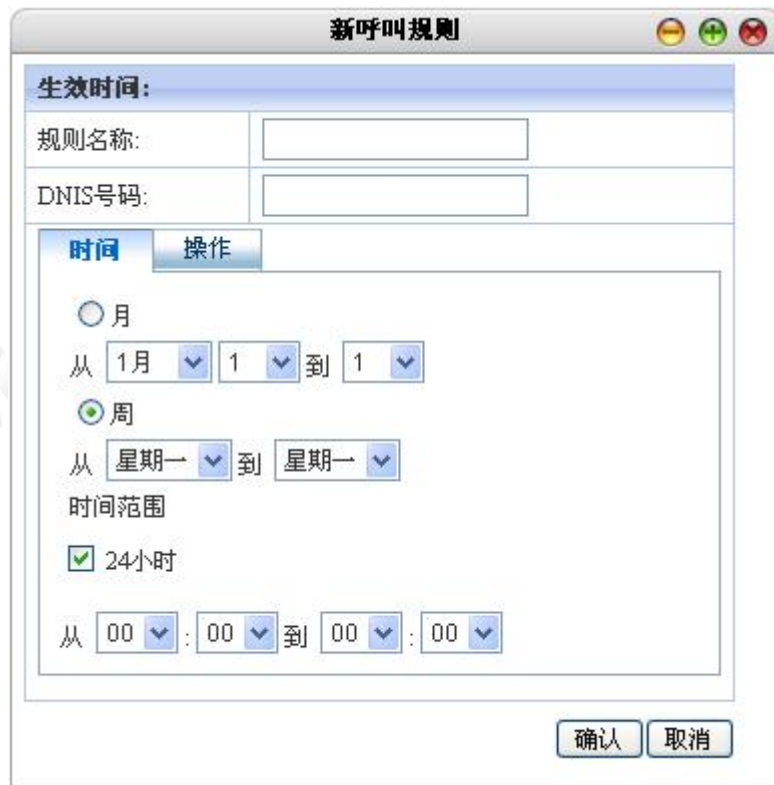 新呼叫规则
生效时间:
规则名称:
DNIS号码:
时间 操作
月
从 1月 1 到 1
周
从 星期一 到 星期一
时间范围
24小时
从 00 : 00 到 00 : 00
确认 取消